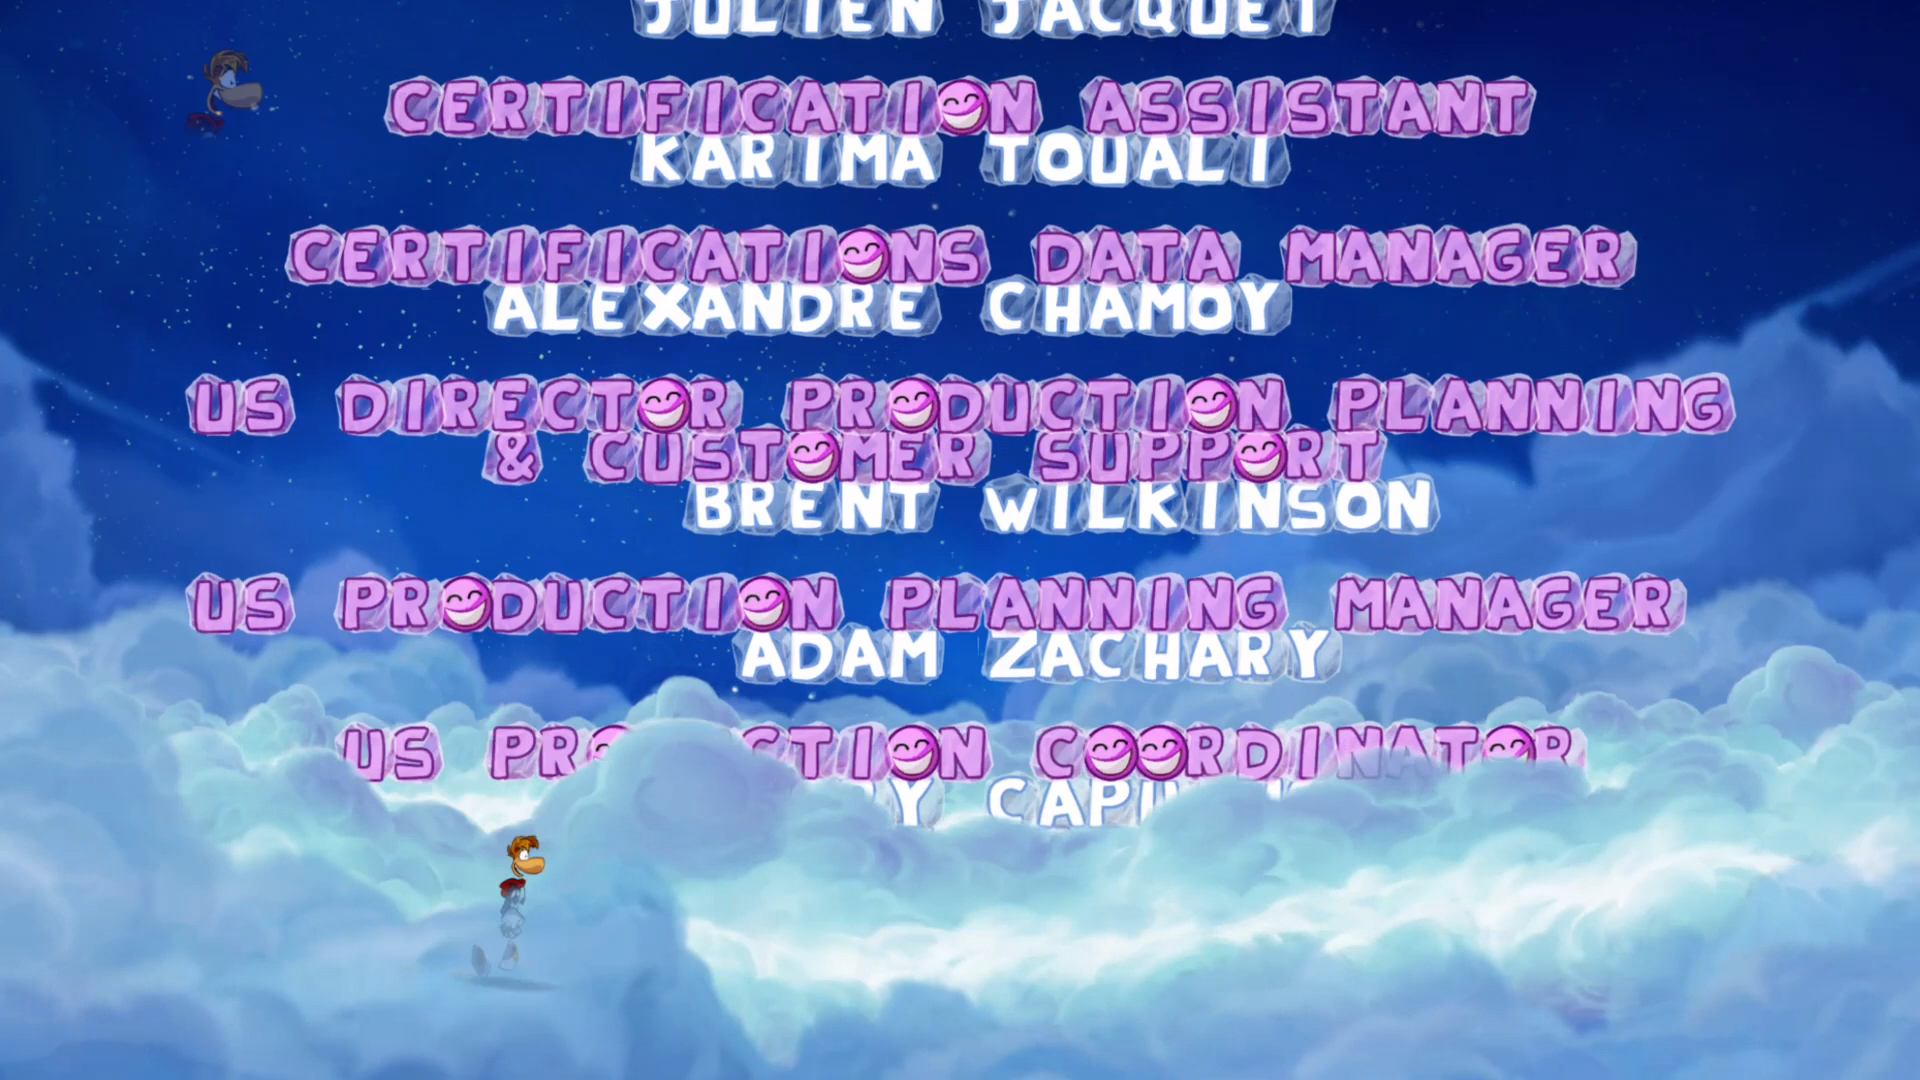 JULIEN JACQUET
CERTIFICATION ASSISTANT
KARIMA TOUALI
CERTIFICATIONS DATA MANAGER
ALEXANDRE CHAMOY
US DIRECTOR PRODUCTION PLANNING
& CUSTOMER SUPPORT
BRENT WILKINSON
US PRODUCTION PLANNING MANAGER
ADAM ZACHARY
US PRODUCTION COORDINATOR